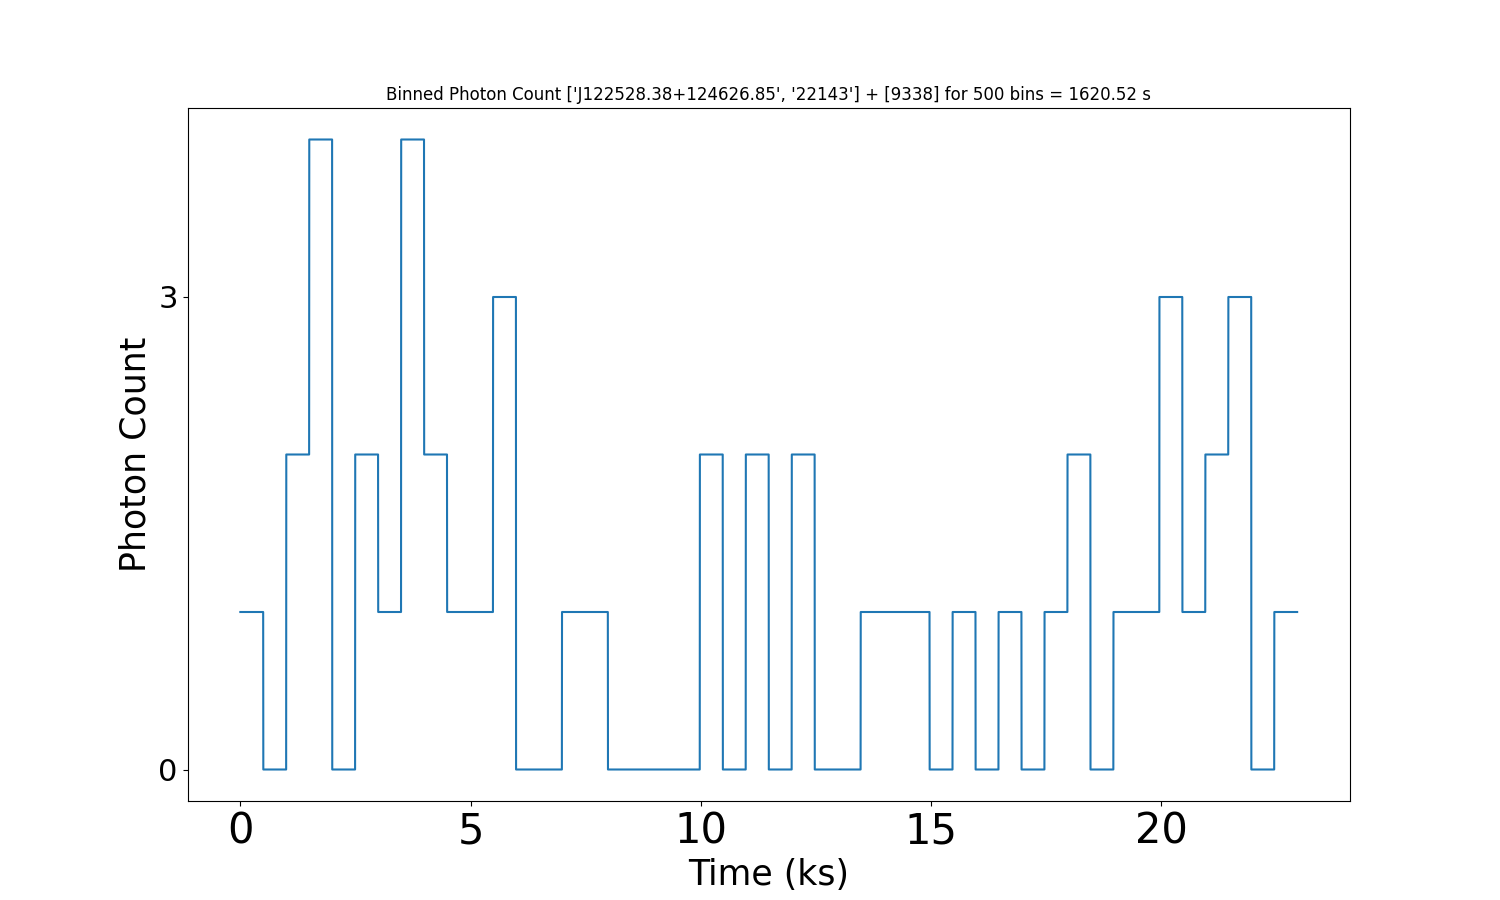 Binned Photon Count ['J122528.38+124626.85', '22143'] + [9338] for 500 bins = 1620.52 s
3
0
Photon Count
0 5 10 15 20
Time (ks)